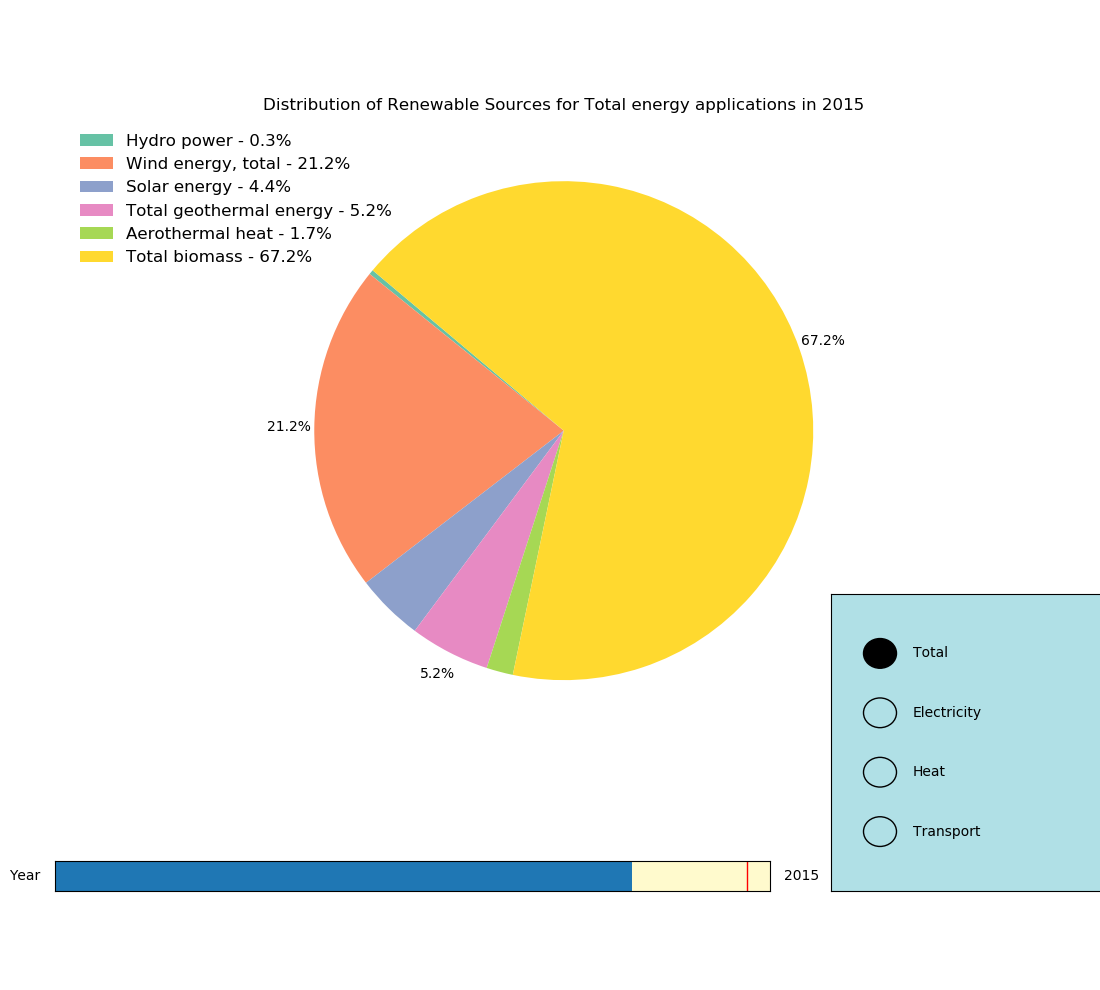 Distribution of Renewable Sources for Total energy applications in 2015
Hydro power - 0.3%
Wind energy, total - 21.2%
Solar energy - 4.4%
Total geothermal energy - 5.2%
Aerothermal heat - 1.7%
Total biomass - 67.2%
67.2%
21.2%
5.2%
Total
Electricity
Heat
Transport
Year
2015